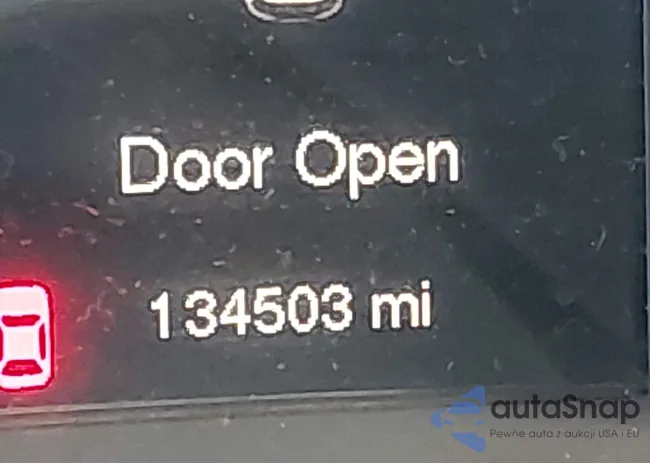 Door Open
134503 mi
autaSnap
Pewne auta z aukcji USA i EU